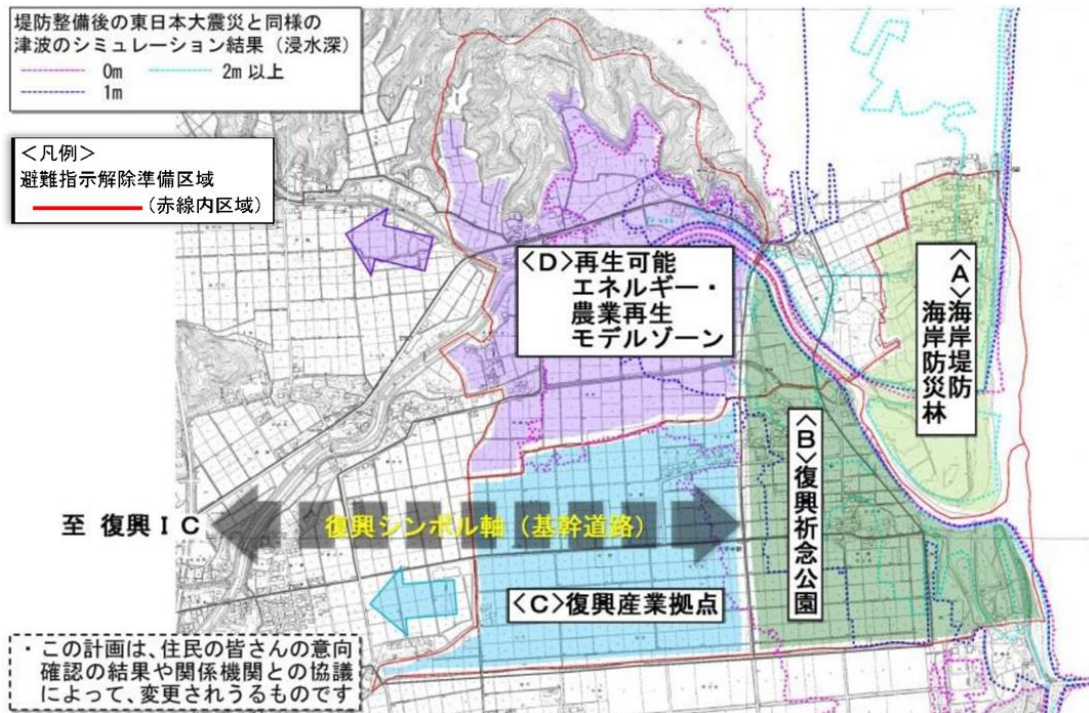 堤防整備後の東日本大震災と同様の
津波のシミュレーション結果（浸水深）
0m
2m 以上
1m
＜凡例＞
避難指示解除準備区域
（赤線内区域）
＜D＞再生可能
エネルギー・
農業再生
モデルゾーン
＜A＞海岸堤防
海岸防災林
＜B＞復興祈念公園
至 復興ＩＣ
復興シンボル軸（基幹道路）
＜C＞復興産業拠点
・この計画は、住民の皆さんの意向
確認の結果や関係機関との協議
によって、変更されうるものです